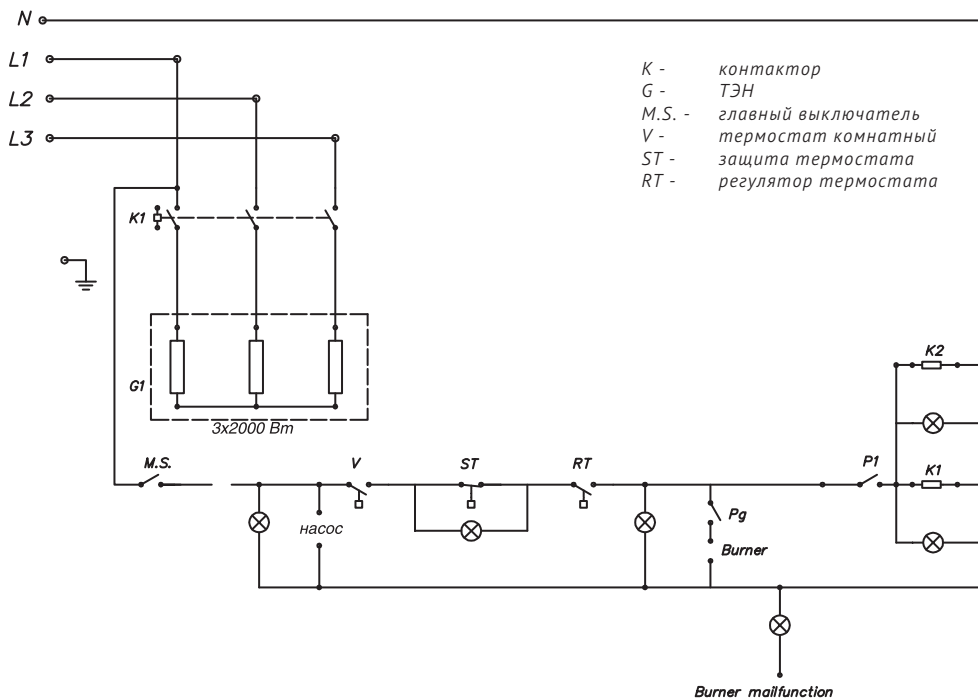 N
L1
L2
L3
K - контактор
G - ТЭН
M.S. - главный выключатель
V - термостат комнатный
ST - защита термостата
RT - регулятор термостата
K1
G1
3x2000 Вт
K2
M.S.
V
ST
RT
P1
K1
насос
Pg
Burner
Burner mailfunction